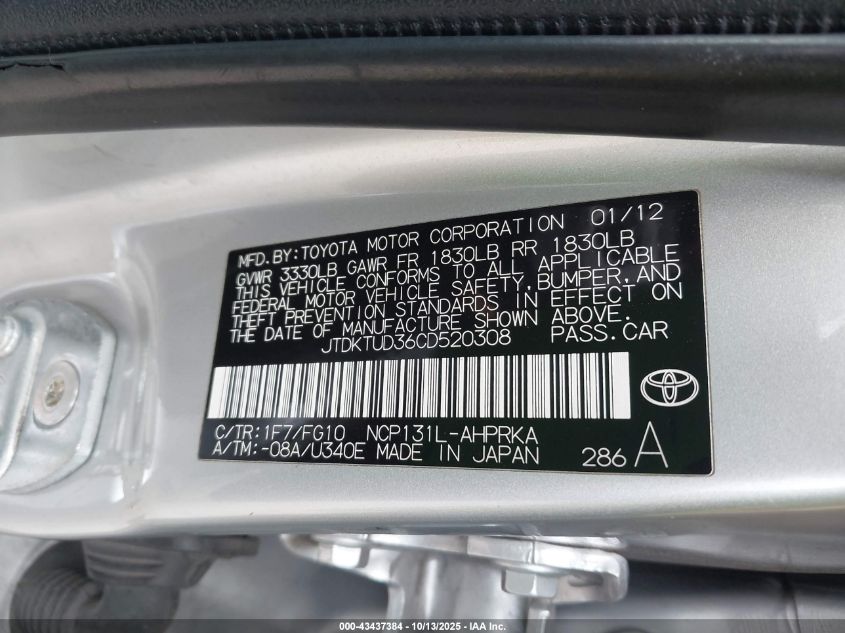 MFD. BY: TOYOTA MOTOR CORPORATION 01/12
GVWR 3330LB GAWR FR 1830LB RR 1830LB
THIS VEHICLE CONFORMS TO ALL APPLICABLE
FEDERAL MOTOR VEHICLE SAFETY, BUMPER, AND
THEFT PREVENTION STANDARDS IN EFFECT ON
THE DATE OF MANUFACTURE SHOWN ABOVE.
JTDKTUD36CD520308 PASS. CAR
C/TR: 1F7/FG10 NCP131L-AHPRKA
A/TM: -08A/U340E MADE IN JAPAN 286 A
000-43437384 - 10/13/2025 - IAA Inc.